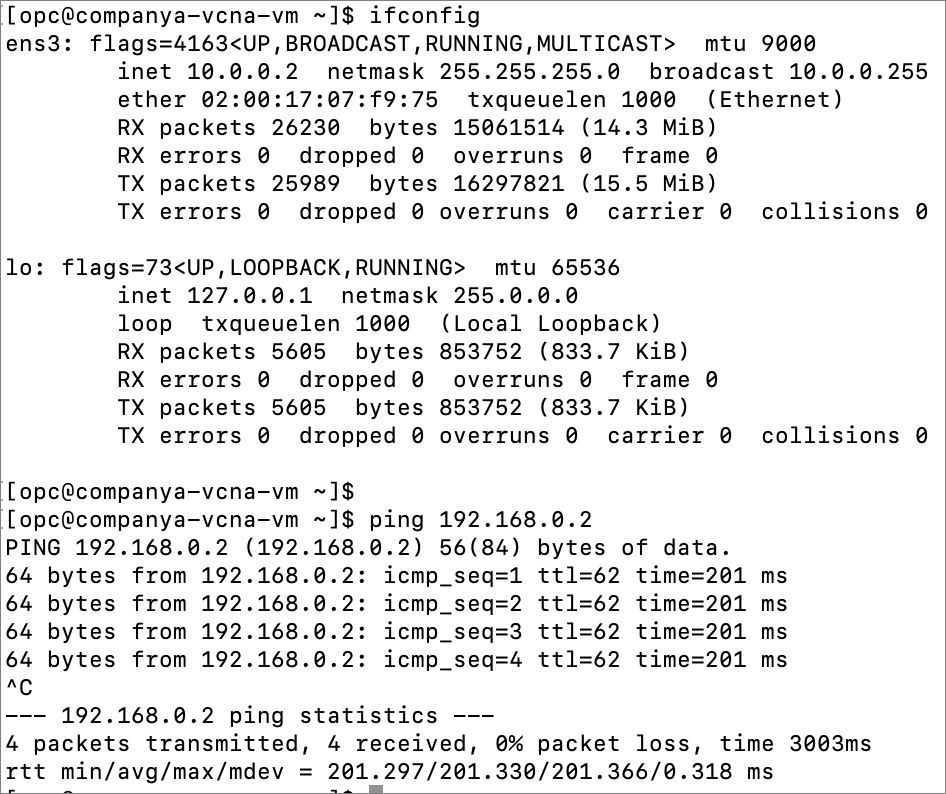 [opc@companya-vcna-vm ~]$ ifconfig
ens3: flags=4163<UP,BROADCAST,RUNNING,MULTICAST>  mtu 9000
        inet 10.0.0.2  netmask 255.255.255.0  broadcast 10.0.0.255
        ether 02:00:17:07:f9:75  txqueuelen 1000  (Ethernet)
        RX packets 26230  bytes 15061514 (14.3 MiB)
        RX errors 0  dropped 0  overruns 0  frame 0
        TX packets 25989  bytes 16297821 (15.5 MiB)
        TX errors 0  dropped 0 overruns 0  carrier 0  collisions 0

lo: flags=73<UP,LOOPBACK,RUNNING>  mtu 65536
        inet 127.0.0.1  netmask 255.0.0.0
        loop  txqueuelen 1000  (Local Loopback)
        RX packets 5605  bytes 853752 (833.7 KiB)
        RX errors 0  dropped 0  overruns 0  frame 0
        TX packets 5605  bytes 853752 (833.7 KiB)
        TX errors 0  dropped 0 overruns 0  carrier 0  collisions 0

[opc@companya-vcna-vm ~]$
[opc@companya-vcna-vm ~]$ ping 192.168.0.2
PING 192.168.0.2 (192.168.0.2) 56(84) bytes of data.
64 bytes from 192.168.0.2: icmp_seq=1 ttl=62 time=201 ms
64 bytes from 192.168.0.2: icmp_seq=2 ttl=62 time=201 ms
64 bytes from 192.168.0.2: icmp_seq=3 ttl=62 time=201 ms
64 bytes from 192.168.0.2: icmp_seq=4 ttl=62 time=201 ms
^C
--- 192.168.0.2 ping statistics ---
4 packets transmitted, 4 received, 0% packet loss, time 3003ms
rtt min/avg/max/mdev = 201.297/201.330/201.366/0.318 ms